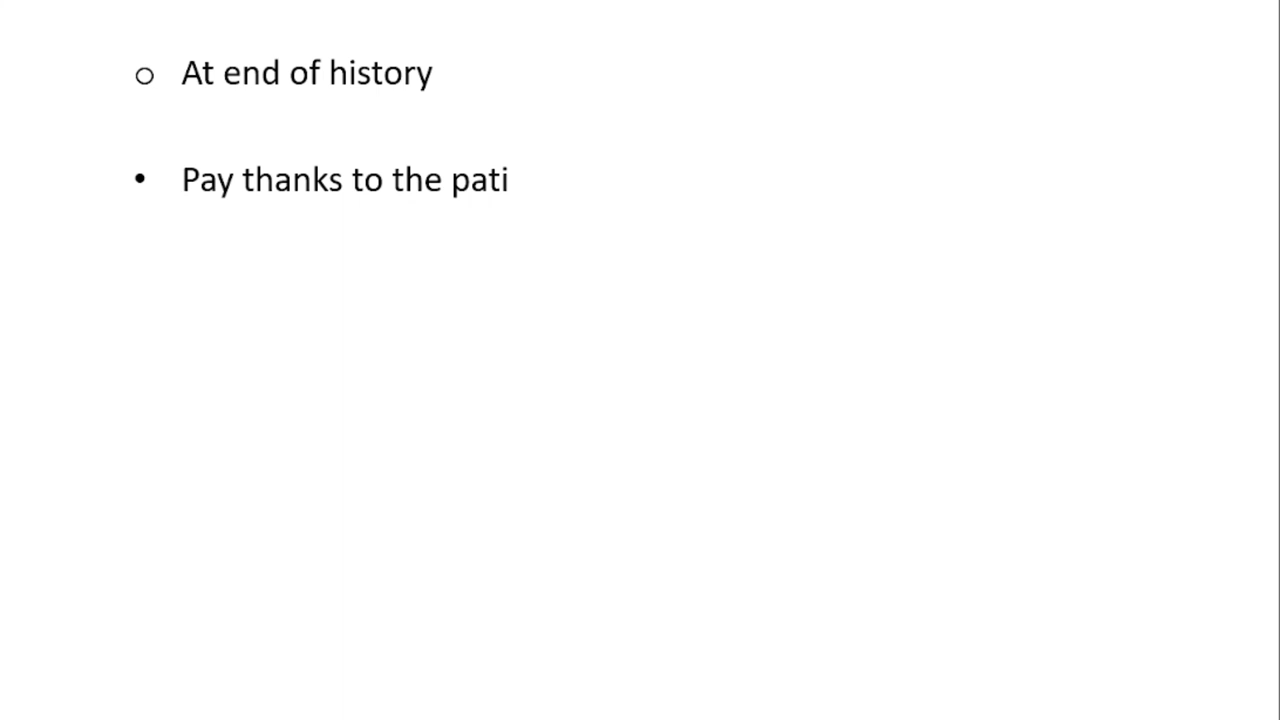 o At end of history
• Pay thanks to the pati